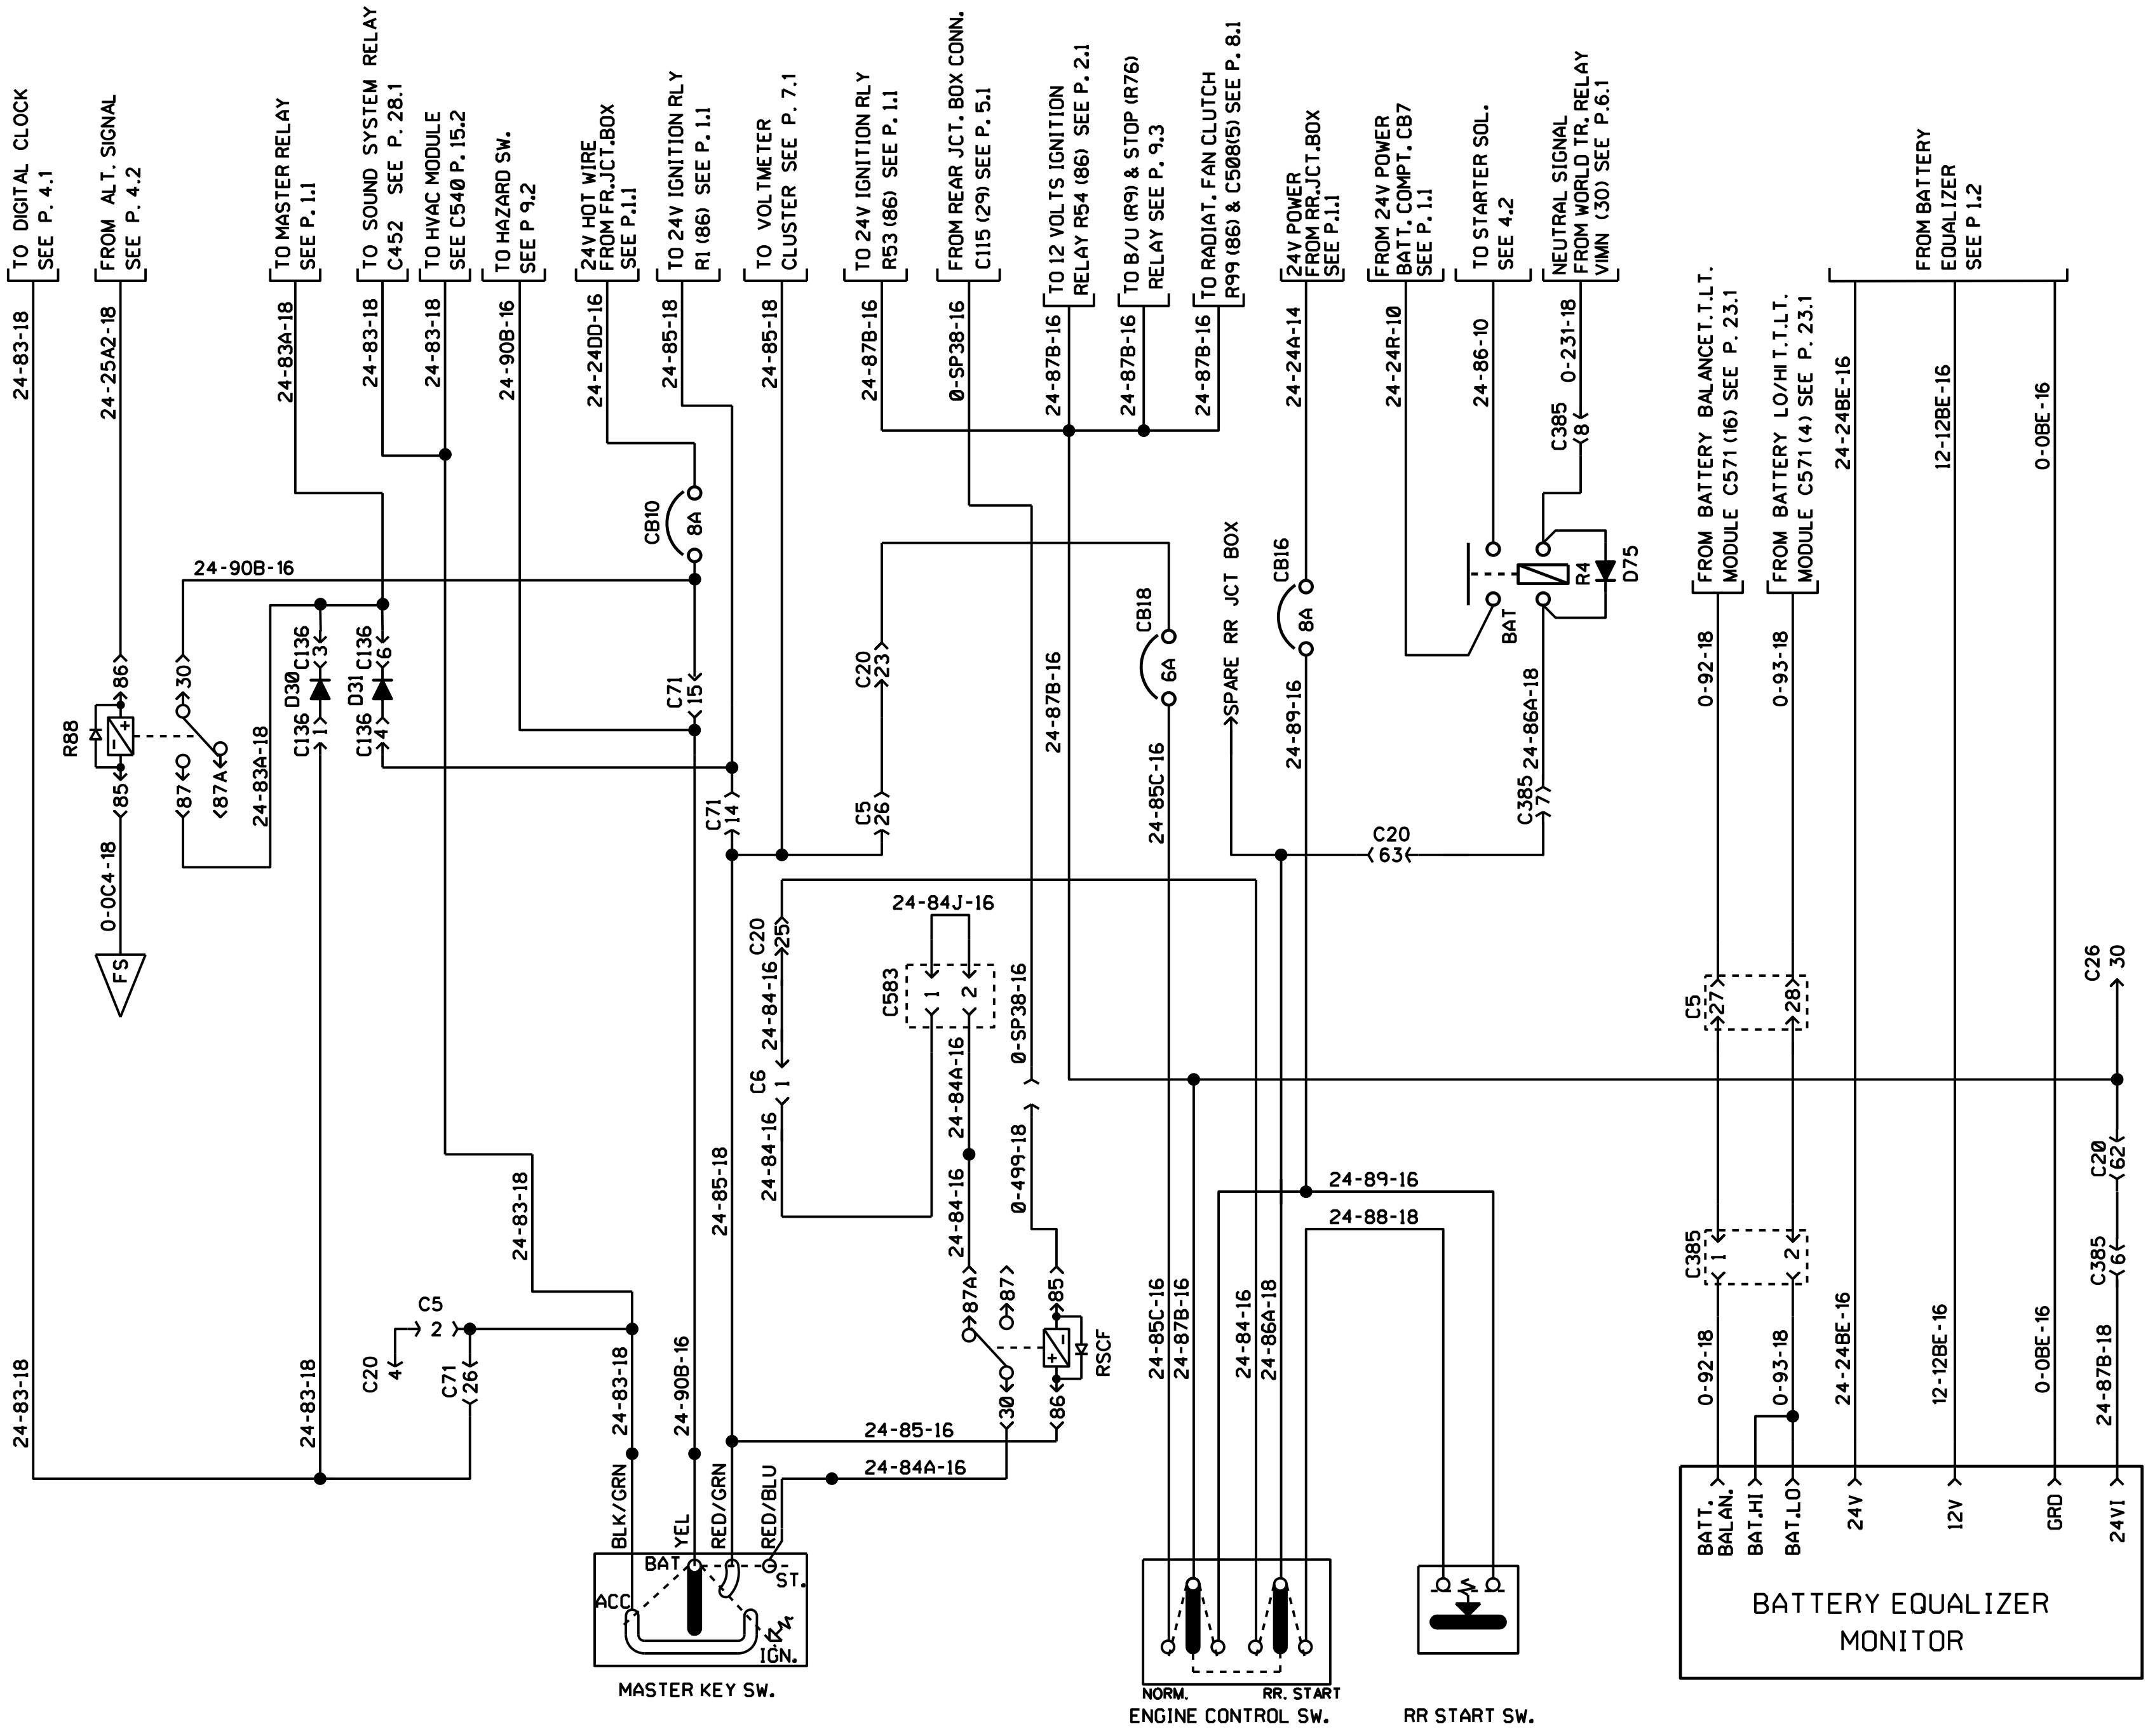 TO DIGITAL CLOCK
SEE P. 4.1
FROM ALT. SIGNAL
SEE P. 4.2
TO MASTER RELAY
SEE P. 1.1
TO SOUND SYSTEM RELAY
C452 SEE P. 28.1
TO HVAC MODULE
SEE C540 P. 15.2
TO HAZARD SW.
SEE P 9.2
24V HOT WIRE
FROM FR.JCT.BOX
SEE P.1.1
TO 24V IGNITION RLY
R1 (86) SEE P. 1.1
TO VOLTMETER
CLUSTER SEE P. 7.1
TO 24V IGNITION RLY
R53 (86) SEE P. 1.1
FROM REAR JCT. BOX CONN.
C115 (29) SEE P. 5.1
TO 12 VOLTS IGNITION
RELAY R54 (86) SEE P. 2.1
TO B/U (R9) & STOP (R76)
RELAY SEE P. 9.3
TO RADIAT. FAN CLUTCH
R99 (86) & C508(5) SEE P. 8.1
24V POWER
FROM RR.JCT.BOX
SEE P.1.1
FROM 24V POWER
BATT. COMPT. CB7
SEE P. 1.1
TO STARTER SOL.
SEE 4.2
NEUTRAL SIGNAL
FROM WORLD TR. RELAY
VIMN (30) SEE P.6.1
FROM BATTERY BALANCE T.T.LT.
MODULE C571 (16) SEE P. 23.1
FROM BATTERY LO/HI T.T.LT.
MODULE C571 (4) SEE P. 23.1
FROM BATTERY
EQUALIZER
SEE P 1.2
24-83-18
24-25A2-18
24-83A-18
24-83-18
24-83-18
24-90B-16
24-24DD-16
24-85-18
24-85-18
24-87B-16
0-SP38-16
24-87B-16
24-87B-16
24-87B-16
24-24A-14
24-24R-10
24-86-10
0-231-18
24-24BE-16
12-12BE-16
0-0BE-16
C385
8
CB10
8A
24-90B-16
SPARE RR JCT BOX
CB16
8A
CB18
6A
BAT
R4
D75
R88
86
85
30
87
87A
24-83A-18
D30
C136
3
C136
1
D31
C136
6
C136
4
C71
15
C71
14
C20
23
C5
26
24-87B-16
24-85C-16
24-89-16
24-86A-18
C385
7
C20
63
0-92-18
0-93-18
0-0C4-18
FS
C20
25
24-84-16
C6
1
24-84-16
24-84J-16
C583
1
2
24-84A-16
24-84-16
0-SP38-16
0-499-18
C5
27
28
C26
30
C20
62
24-83-18
24-85-18
24-89-16
24-88-18
C385
1
2
C385
6
C5
2
C20
4
C71
26
87A
87
85
30
86
RSCF
24-83-18
24-83-18
24-83-18
24-90B-16
24-85C-16
24-87B-16
24-84-16
24-86A-18
0-92-18
0-93-18
24-24BE-16
12-12BE-16
0-0BE-16
24-87B-18
24-85-16
24-84A-16
BLK/GRN
YEL
RED/GRN
RED/BLU
BAT
ST.
ACC
IGN.
MASTER KEY SW.
NORM.
RR. START
ENGINE CONTROL SW.
RR START SW.
BATT.
BALAN.
BAT.HI
BAT.LO
24V
12V
GRD
24VI
BATTERY EQUALIZER
MONITOR